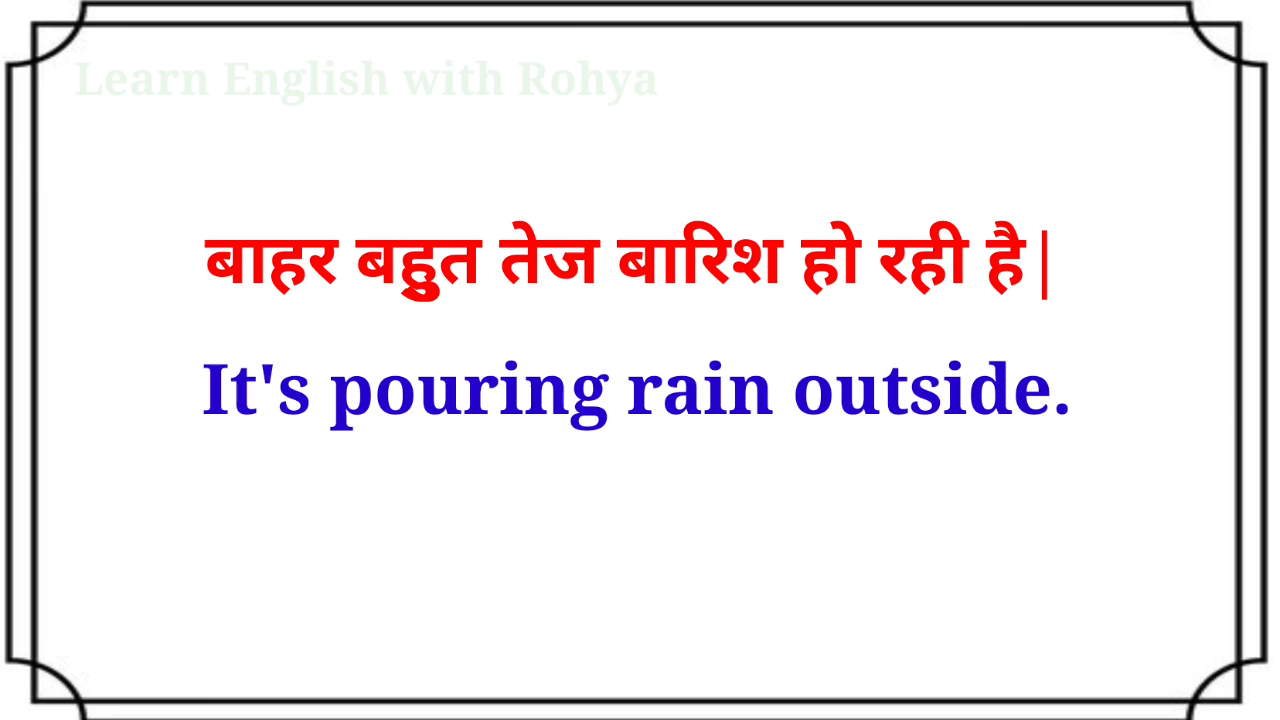 Learn English with Rohya
बाहर बहुत तेज बारिश हो रही है|
It's pouring rain outside.